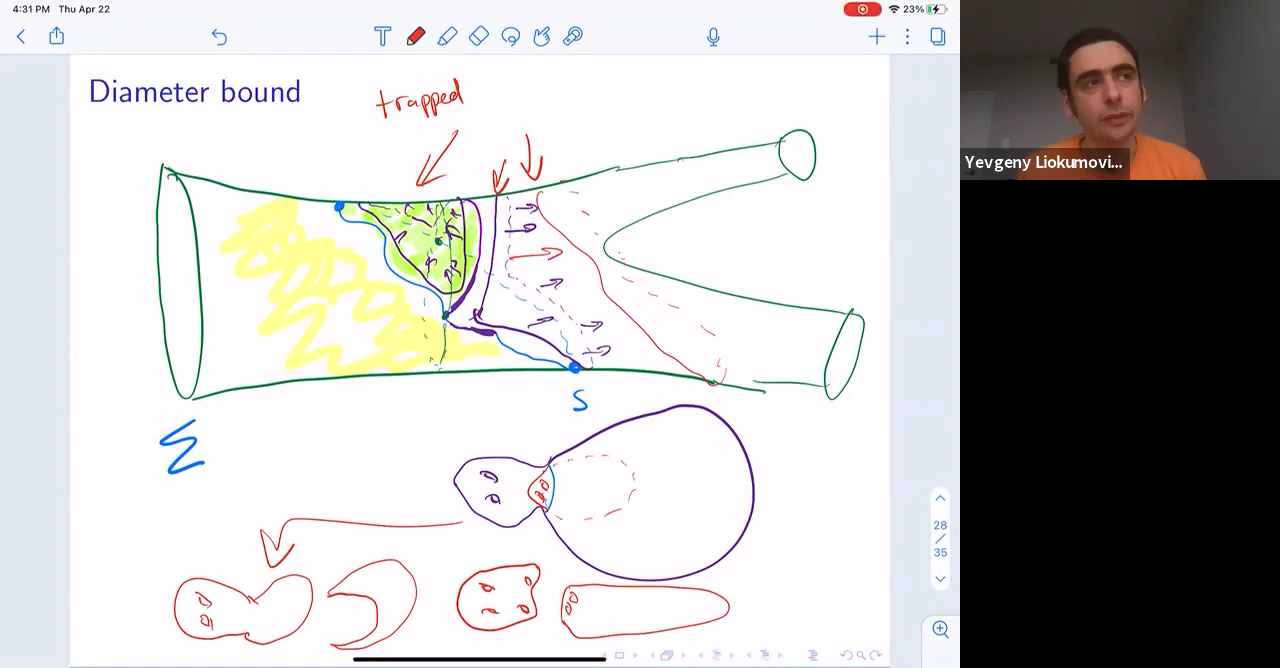 4:31 PM Thu Apr 22
23%
Diameter bound
trapped
Yevgeny Liokumovi...
S
Σ
28
/
35